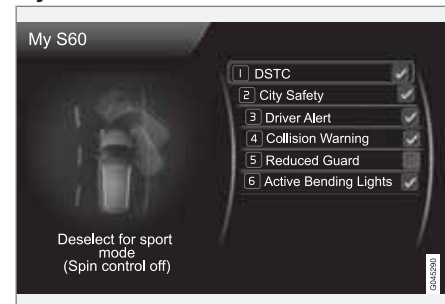 My S60
1 DSTC
2 City Safety
3 Driver Alert
4 Collision Warning
5 Reduced Guard
6 Active Bending Lights
Deselect for sport
mode
(Spin control off)
G045290